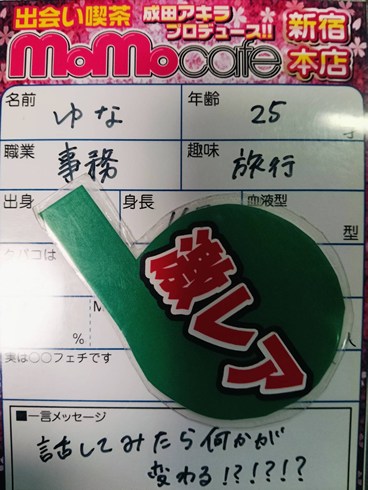 出会い喫茶 成田アキラプロデュース!!
MoMocafe 新宿本店
名前 ゆな 年齢 25
職業 事務 趣味 旅行
出身 身長 血液型
型
タバコは
激レア
%
人
実は〇〇フェチです
■一言メッセージ
話してみたら何かが
変わる!?!?!?